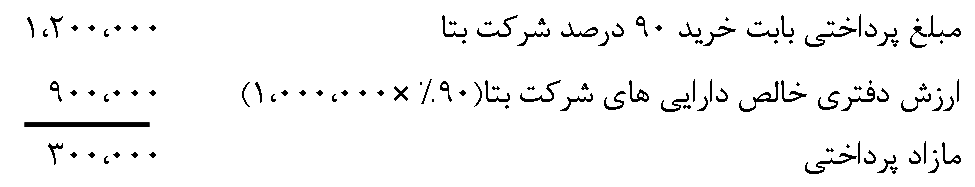 مبلغ پرداختی بابت خرید ۹۰ درصد شرکت بتا ۱،۲۰۰،۰۰۰
ارزش دفتری خالص دارایی های شرکت بتا(۹۰٪ × ۱،۰۰۰،۰۰۰) ۹۰۰،۰۰۰
مازاد پرداختی ۳۰۰،۰۰۰